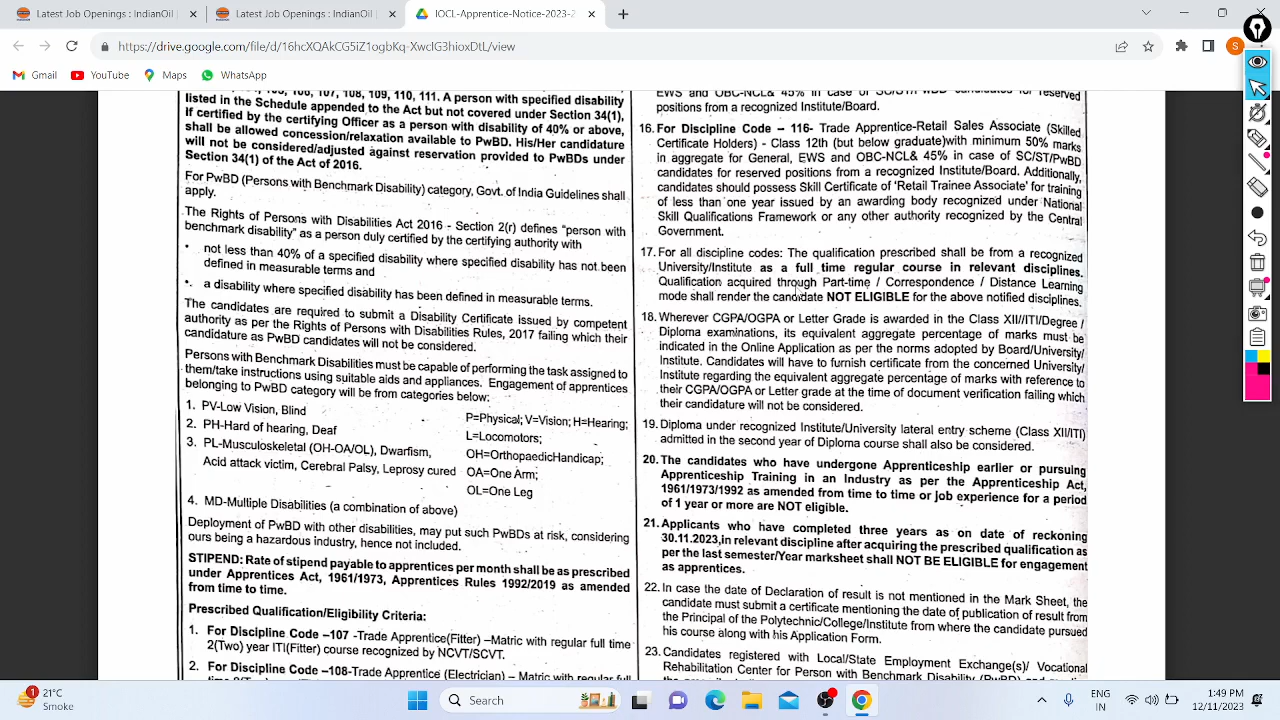 Latest Job Openings : IndianOil
Latest Job Openings : IndianOil
IOCL-Apprentice-Notice-2023-2
https://drive.google.com/file/d/16hcXQAkCG5iZ1ogbKq-XwcIG3hioxDtL/view
Gmail YouTube Maps WhatsApp
S
106, 107, 108, 109, 110, 111. A person with specified disability
listed in the Schedule appended to the Act but not covered under Section 34(1),
if certified by the certifying Officer as a person with disability of 40% or above,
shall be allowed concession/relaxation available to PwBD. His/Her candidature
will not be considered/adjusted against reservation provided to PwBDs under
Section 34(1) of the Act of 2016.
For PwBD (Persons with Benchmark Disability) category, Govt. of India Guidelines shall
apply.
The Rights of Persons with Disabilities Act 2016 - Section 2(r) defines "person with
benchmark disability" as a person duly certified by the certifying authority with
• not less than 40% of a specified disability where specified disability has not been
defined in measurable terms and
• a disability where specified disability has been defined in measurable terms.
The candidates are required to submit a Disability Certificate issued by competent
authority as per the Rights of Persons with Disabilities Rules, 2017 failing which their
candidature as PwBD candidates will not be considered.
Persons with Benchmark Disabilities must be capable of performing the task assigned to
them/take instructions using suitable aids and appliances. Engagement of apprentices
belonging to PwBD category will be from categories below:
1. PV-Low Vision, Blind
2. PH-Hard of hearing, Deaf
3. PL-Musculoskeletal (OH-OA/OL), Dwarfism,
Acid attack victim, Cerebral Palsy, Leprosy cured
4. MD-Multiple Disabilities (a combination of above)
P=Physical; V=Vision; H=Hearing;
L=Locomotors;
OH=OrthopaedicHandicap;
OA=One Arm;
OL=One Leg
Deployment of PwBD with other disabilities, may put such PwBDs at risk, considering
ours being a hazardous industry, hence not included.
STIPEND: Rate of stipend payable to apprentices per month shall be as prescribed
under Apprentices Act, 1961/1973, Apprentices Rules 1992/2019 as amended
from time to time.
Prescribed Qualification/Eligibility Criteria:
1. For Discipline Code –107 -Trade Apprentice(Fitter) –Matric with regular full time
2(Two) year ITI(Fitter) course recognized by NCVT/SCVT.
2. For Discipline Code –108- Trade Apprentice (Electrician) – Matric with regular full
EWS and OBC-NCL& 45% in case of SC/ST/PwBD candidates for reserved
positions from a recognized Institute/Board.
16. For Discipline Code – 116- Trade Apprentice-Retail Sales Associate (Skilled
Certificate Holders) - Class 12th (but below graduate)with minimum 50% marks
in aggregate for General, EWS and OBC-NCL& 45% in case of SC/ST/PwBD
candidates for reserved positions from a recognized Institute/Board. Additionally,
candidates should possess Skill Certificate of 'Retail Trainee Associate' for training
of less than one year issued by an awarding body recognized under National
Skill Qualifications Framework or any other authority recognized by the Central
Government.
17. For all discipline codes: The qualification prescribed shall be from a recognized
University/Institute as a full time regular course in relevant disciplines.
Qualification acquired through Part-time / Correspondence / Distance Learning
mode shall render the candidate NOT ELIGIBLE for the above notified disciplines.
18. Wherever CGPA/OGPA or Letter Grade is awarded in the Class XII//ITI/Degree /
Diploma examinations, its equivalent aggregate percentage of marks must be
indicated in the Online Application as per the norms adopted by Board/University/
Institute. Candidates will have to furnish certificate from the concerned University/
Institute regarding the equivalent aggregate percentage of marks with reference to
their CGPA/OGPA or Letter grade at the time of document verification failing which
their candidature will not be considered.
19. Diploma under recognized Institute/University lateral entry scheme (Class XII/ITI)
admitted in the second year of Diploma course shall also be considered.
20. The candidates who have undergone Apprenticeship earlier or pursuing
Apprenticeship Training in an Industry as per the Apprenticeship Act,
1961/1973/1992 as amended from time to time or job experience for a period
of 1 year or more are NOT eligible.
21. Applicants who have completed three years as on date of reckoning
30.11.2023,in relevant discipline after acquiring the prescribed qualification as
per the last semester/Year marksheet shall NOT BE ELIGIBLE for engagement
as apprentices.
22. In case the date of Declaration of result is not mentioned in the Mark Sheet, the
candidate must submit a certificate mentioning the date of publication of result from
the Principal of the Polytechnic/College/Institute from where the candidate pursued
his course along with his Application Form.
23. Candidates registered with Local/State Employment Exchange(s)/ Vocational
Rehabilitation Center for Person with Benchmark Disability (PwBD) and
1
21°C
Smoke
Search
ENG
IN
1:49 PM
12/11/2023